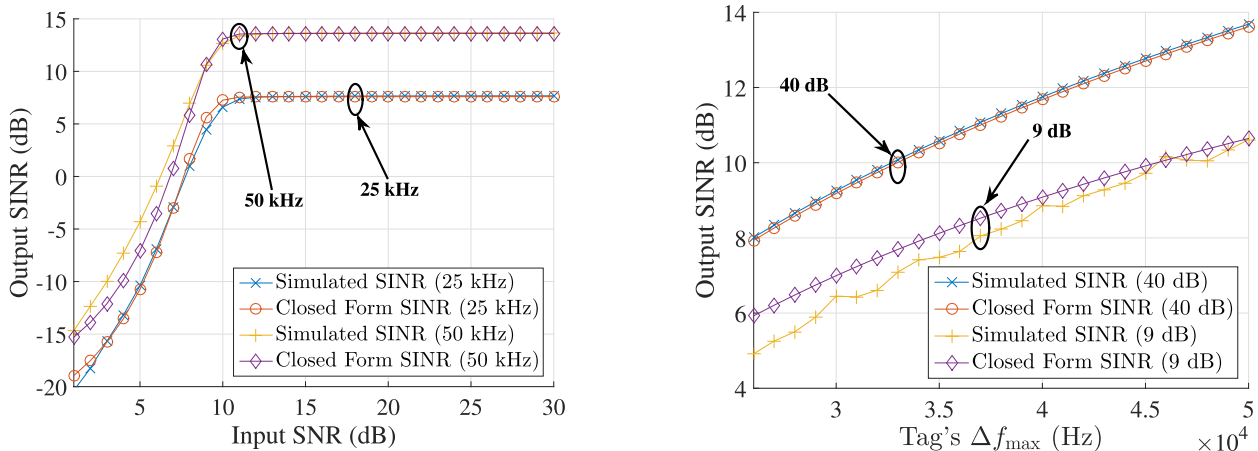 15
10
5
0
-5
-10
-15
-20
Output SINR (dB)
50 kHz
25 kHz
Simulated SINR (25 kHz)
Closed Form SINR (25 kHz)
Simulated SINR (50 kHz)
Closed Form SINR (50 kHz)
5 10 15 20 25 30
Input SNR (dB)
14
12
10
8
6
4
Output SINR (dB)
40 dB
9 dB
Simulated SINR (40 dB)
Closed Form SINR (40 dB)
Simulated SINR (9 dB)
Closed Form SINR (9 dB)
3 3.5 4 4.5 5
Tag's Δf_max (Hz)
×10⁴